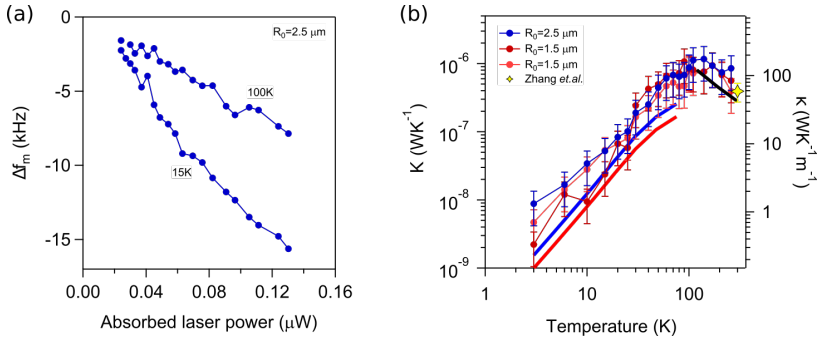 (a)
0
-5
-10
-15
Δfm (kHz)
R0=2.5 μm
100K
15K
0.00
0.04
0.08
0.12
0.16
Absorbed laser power (μW)
(b)
R0=2.5 μm
R0=1.5 μm
R0=1.5 μm
Zhang et.al.
10-6
10-7
10-8
10-9
K (WK-1)
100
10
1
κ (WK-1m-1)
1
10
100
Temperature (K)